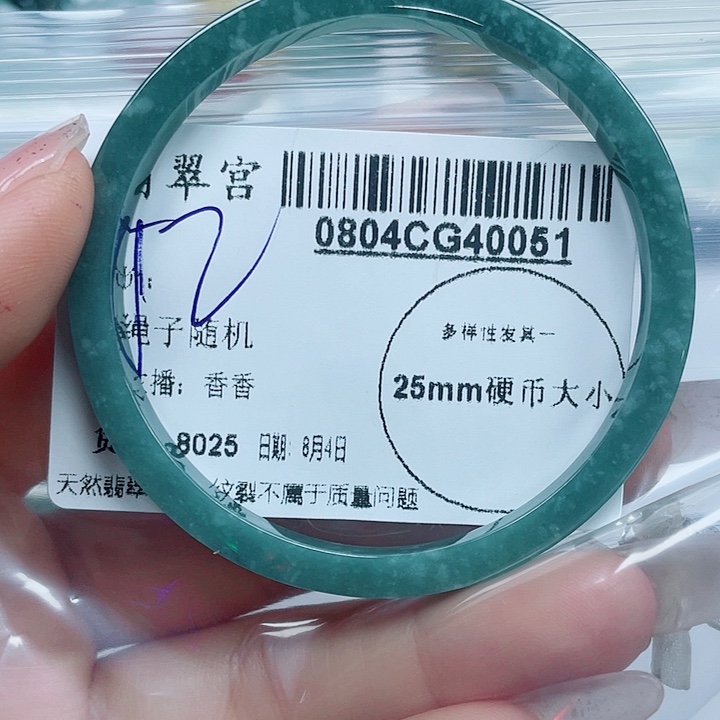 翠宫
0804CG40051
多样性发其一
绳子随机
25mm硬币大小
播：香香
8025 日期：8月4日
天然翡翠 纹裂不属于质量问题